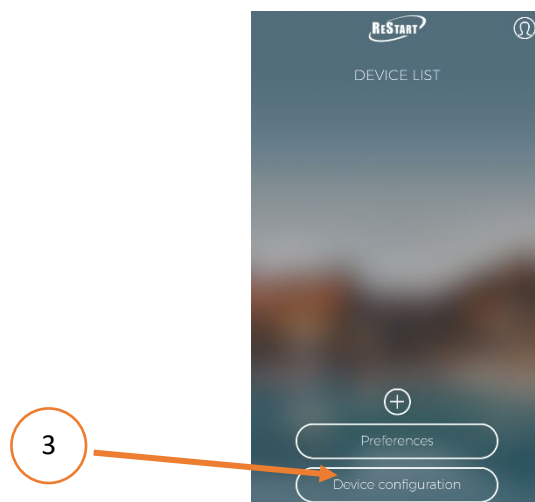 ReStart
DEVICE LIST
Preferences
3
Device configuration